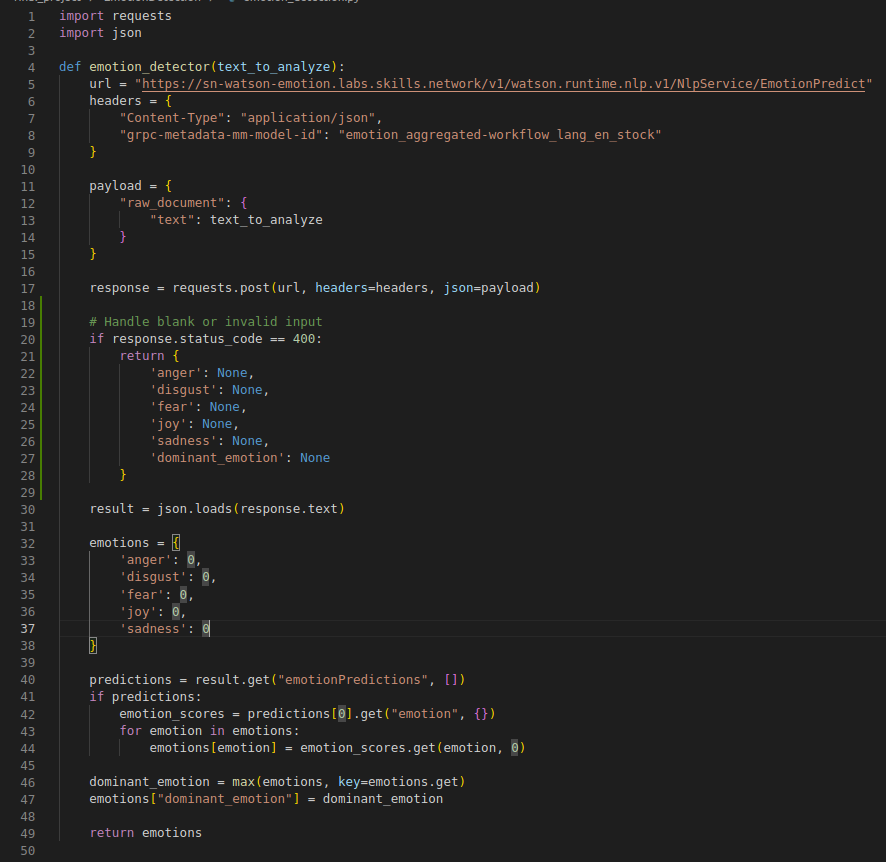 1 import requests
2 import json
3
4 def emotion_detector(text_to_analyze):
5     url = "https://sn-watson-emotion.labs.skills.network/v1/watson.runtime.nlp.v1/NlpService/EmotionPredict"
6     headers = {
7         "Content-Type": "application/json",
8         "grpc-metadata-mm-model-id": "emotion_aggregated-workflow_lang_en_stock"
9     }
10
11     payload = {
12         "raw_document": {
13             "text": text_to_analyze
14         }
15     }
16
17     response = requests.post(url, headers=headers, json=payload)
18
19     # Handle blank or invalid input
20     if response.status_code == 400:
21         return {
22             'anger': None,
23             'disgust': None,
24             'fear': None,
25             'joy': None,
26             'sadness': None,
27             'dominant_emotion': None
28         }
29
30     result = json.loads(response.text)
31
32     emotions = {
33         'anger': 0,
34         'disgust': 0,
35         'fear': 0,
36         'joy': 0,
37         'sadness': 0
38     }
39
40     predictions = result.get("emotionPredictions", [])
41     if predictions:
42         emotion_scores = predictions[0].get("emotion", {})
43         for emotion in emotions:
44             emotions[emotion] = emotion_scores.get(emotion, 0)
45
46     dominant_emotion = max(emotions, key=emotions.get)
47     emotions["dominant_emotion"] = dominant_emotion
48
49     return emotions
50